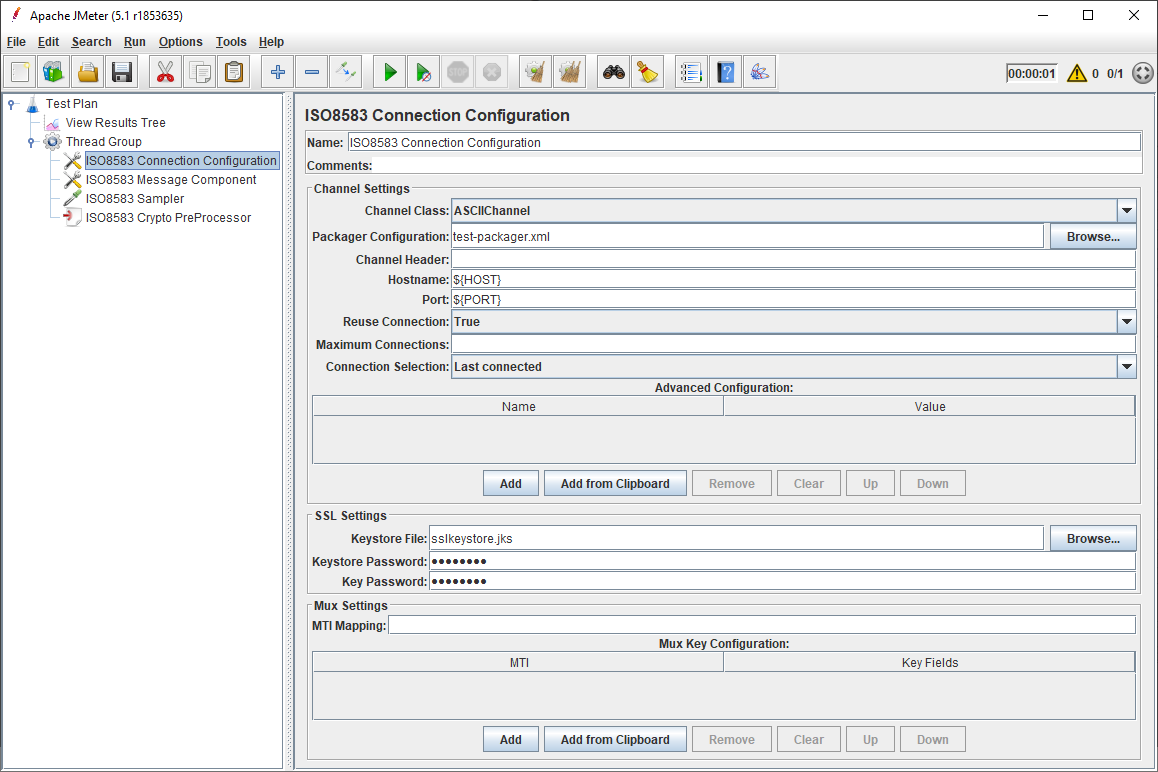 Apache JMeter (5.1 r1853635)
File Edit Search Run Options Tools Help
STOP 00:00:01 0 0/1
Test Plan
View Results Tree
Thread Group
ISO8583 Connection Configuration
ISO8583 Message Component
ISO8583 Sampler
ISO8583 Crypto PreProcessor
ISO8583 Connection Configuration
Name: ISO8583 Connection Configuration
Comments:
Channel Settings
Channel Class: ASCIIChannel
Packager Configuration: test-packager.xml Browse...
Channel Header:
Hostname: ${HOST}
Port: ${PORT}
Reuse Connection: True
Maximum Connections:
Connection Selection: Last connected
Advanced Configuration:
Name Value
Add Add from Clipboard Remove Clear Up Down
SSL Settings
Keystore File: sslkeystore.jks Browse...
Keystore Password: ●●●●●●●●
Key Password: ●●●●●●●●
Mux Settings
MTI Mapping:
Mux Key Configuration:
MTI Key Fields
Add Add from Clipboard Remove Clear Up Down